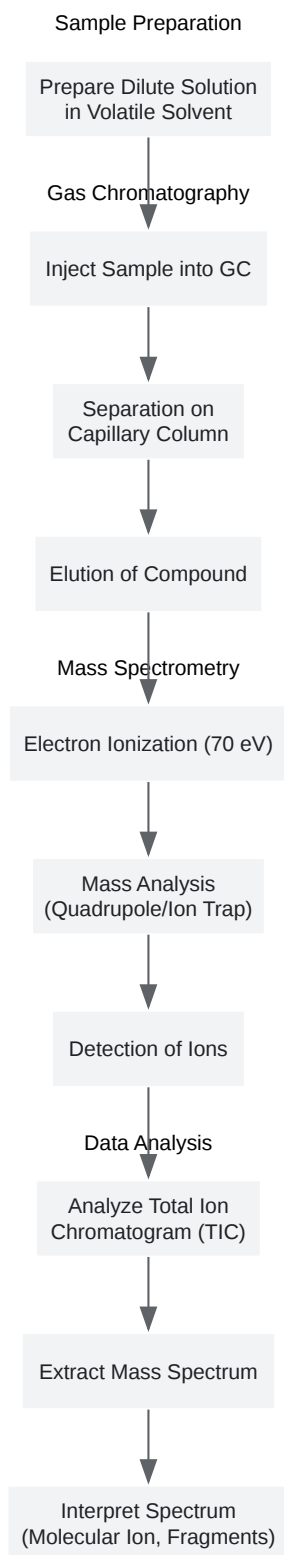 Sample Preparation
Prepare Dilute Solution
in Volatile Solvent
Gas Chromatography
Inject Sample into GC
Separation on
Capillary Column
Elution of Compound
Mass Spectrometry
Electron Ionization (70 eV)
Mass Analysis
(Quadrupole/Ion Trap)
Detection of Ions
Data Analysis
Analyze Total Ion
Chromatogram (TIC)
Extract Mass Spectrum
Interpret Spectrum
(Molecular Ion, Fragments)